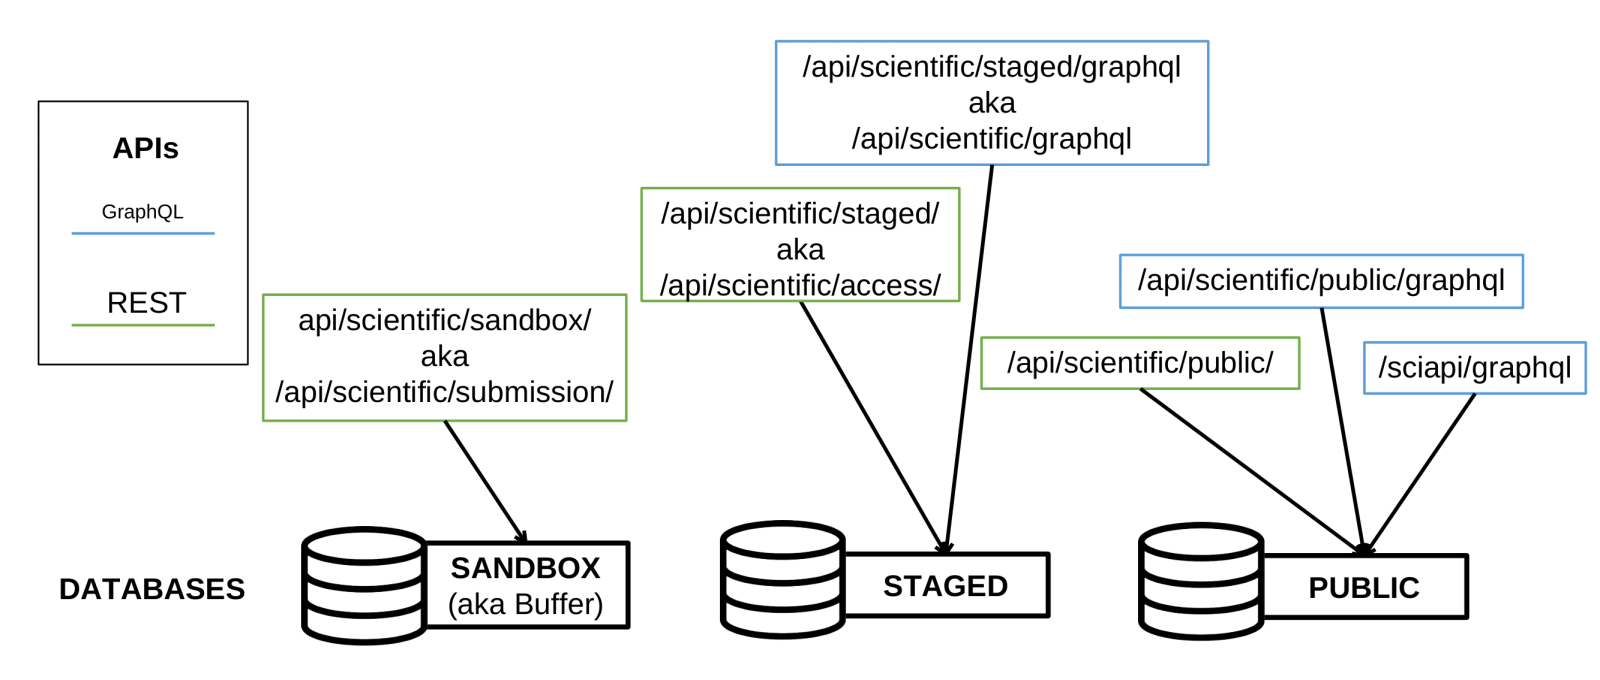 APIs
GraphQL
REST
api/scientific/sandbox/
aka
/api/scientific/submission/
/api/scientific/staged/
aka
/api/scientific/access/
/api/scientific/staged/graphql
aka
/api/scientific/graphql
/api/scientific/public/
/api/scientific/public/graphql
/sciapi/graphql
DATABASES
SANDBOX
(aka Buffer)
STAGED
PUBLIC